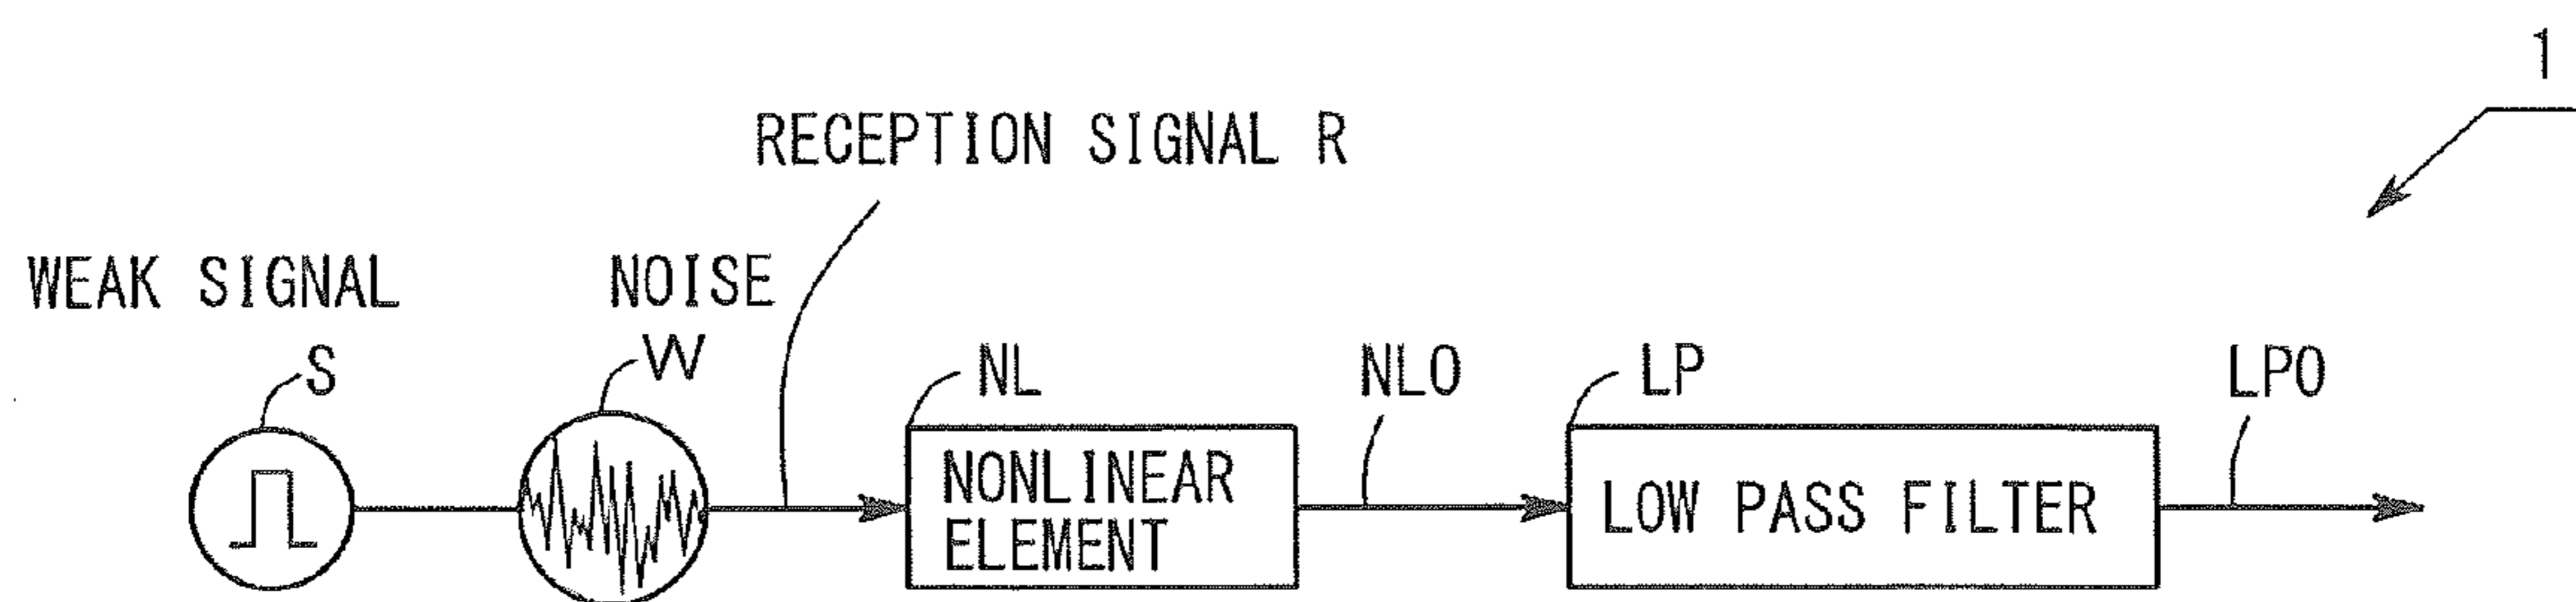 1
RECEPTION SIGNAL R
WEAK SIGNAL
NOISE
S
W
NL
NLO
LP
LPO
NONLINEAR
ELEMENT
LOW PASS FILTER